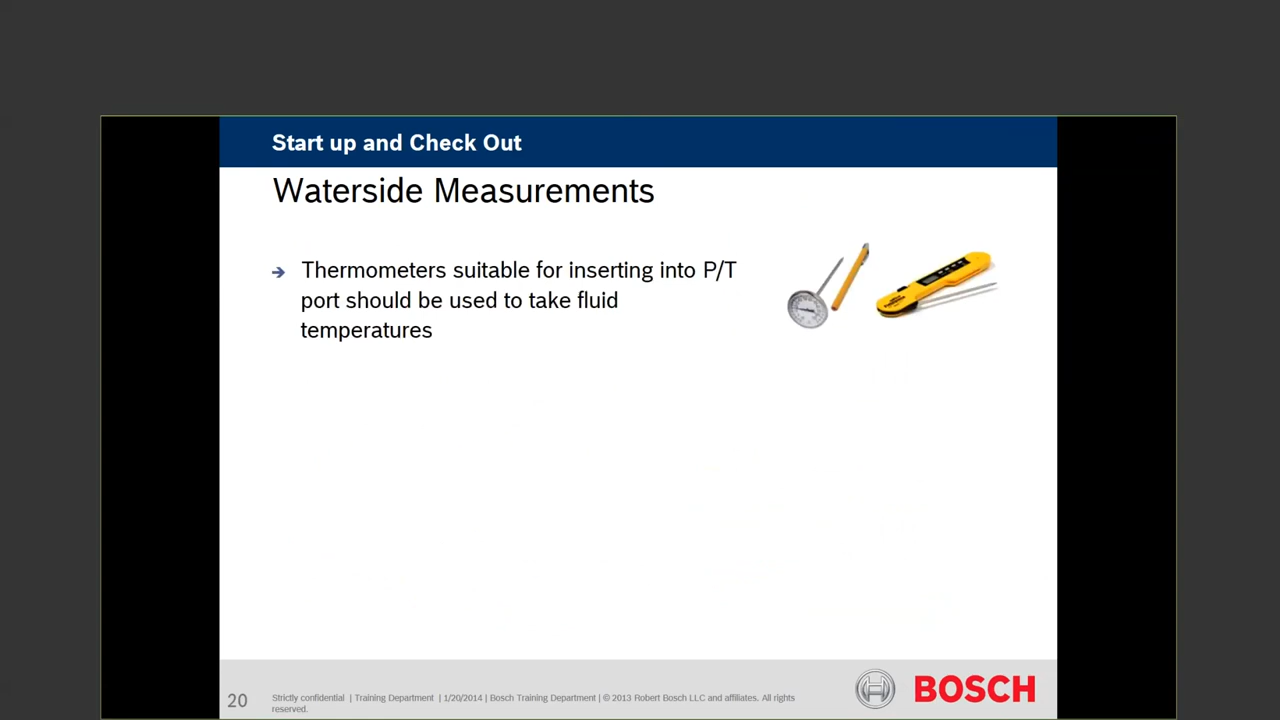 Start up and Check Out
Waterside Measurements
→ Thermometers suitable for inserting into P/T
port should be used to take fluid
temperatures
20
Strictly confidential | Training Department | 1/20/2014 | Bosch Training Department | © 2013 Robert Bosch LLC and affiliates. All rights
reserved.
BOSCH